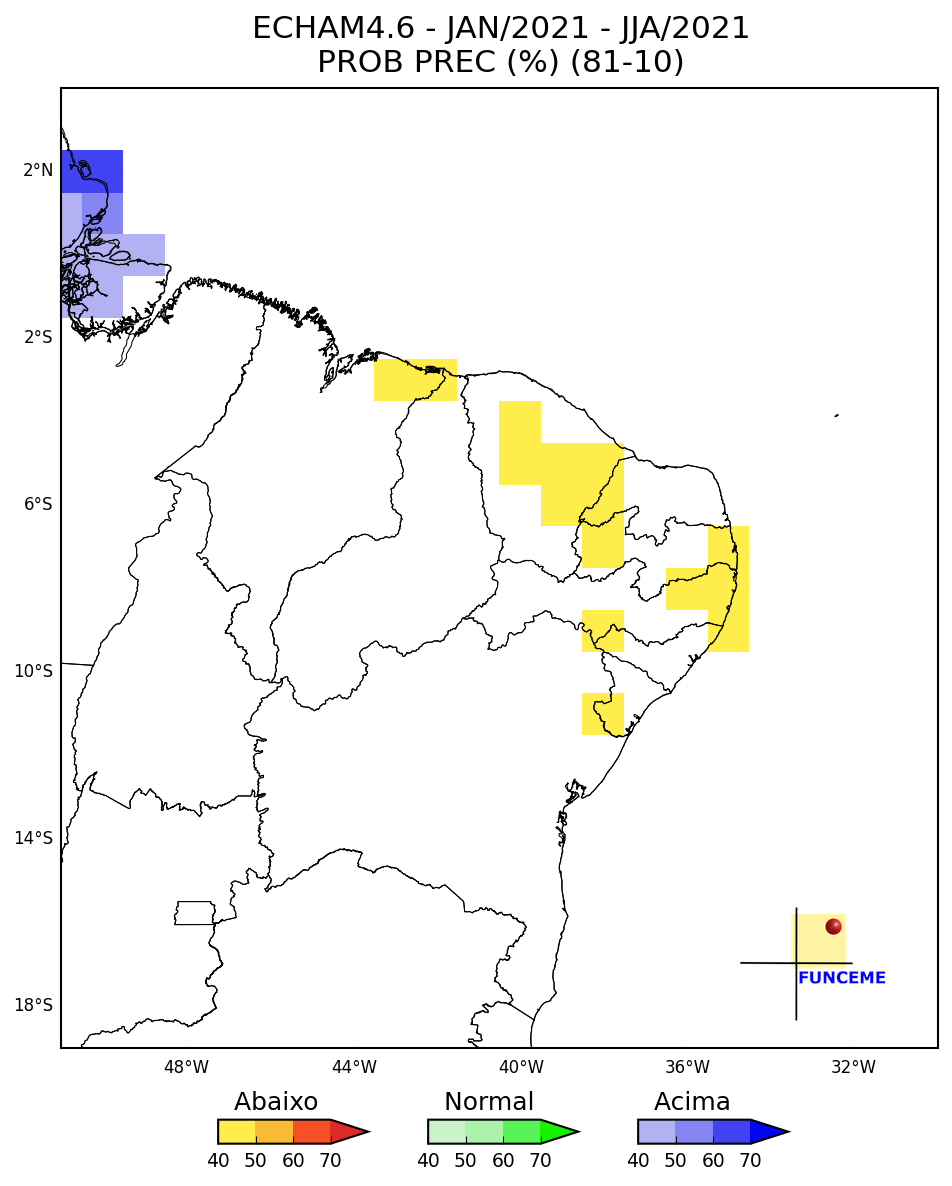 ECHAM4.6 - JAN/2021 - JJA/2021
PROB PREC (%) (81-10)
2°N
2°S
6°S
10°S
14°S
18°S
FUNCEME
48°W 44°W 40°W 36°W 32°W
Abaixo Normal Acima
40 50 60 70 40 50 60 70 40 50 60 70